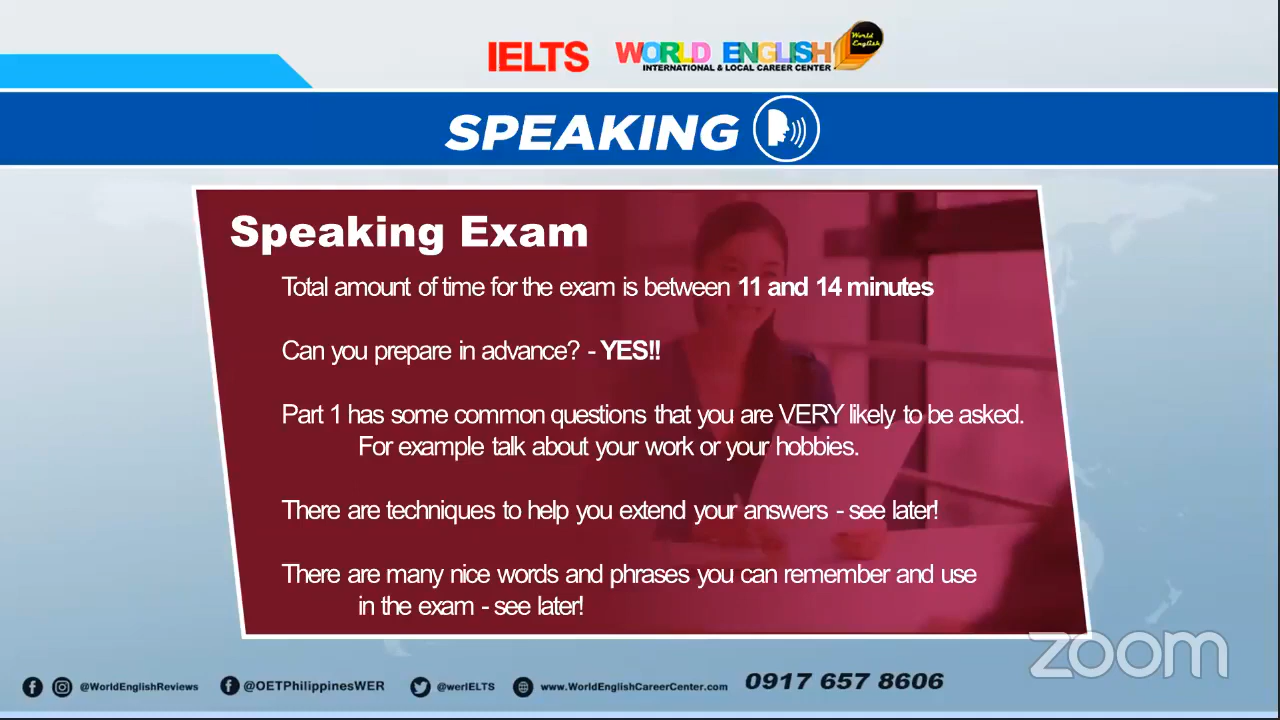 IELTS WORLD ENGLISH World English
INTERNATIONAL & LOCAL CAREER CENTER
SPEAKING
Speaking Exam
Total amount of time for the exam is between 11 and 14 minutes
Can you prepare in advance? - YES!!
Part 1 has some common questions that you are VERY likely to be asked.
For example talk about your work or your hobbies.
There are techniques to help you extend your answers - see later!
There are many nice words and phrases you can remember and use
in the exam - see later!
zoom
@WorldEnglishReviews @OETPhilippinesWER @werIELTS www.WorldEnglishCareerCenter.com 0917 657 8606